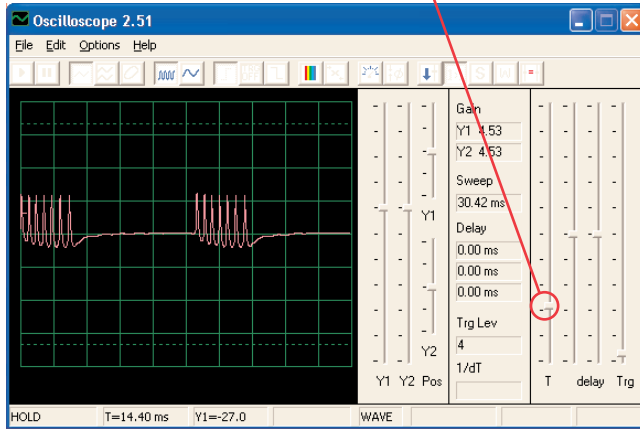 Oscilloscope 2.51
File Edit Options Help
Gain
Y1 4.53
Y2 4.53
Sweep
30.42 ms
Delay
0.00 ms
0.00 ms
0.00 ms
Trg Lev
4
1/dT
Y1
Y2
Y1 Y2 Pos
T delay Trg
HOLD T=14.40 ms Y1=-27.0 WAVE